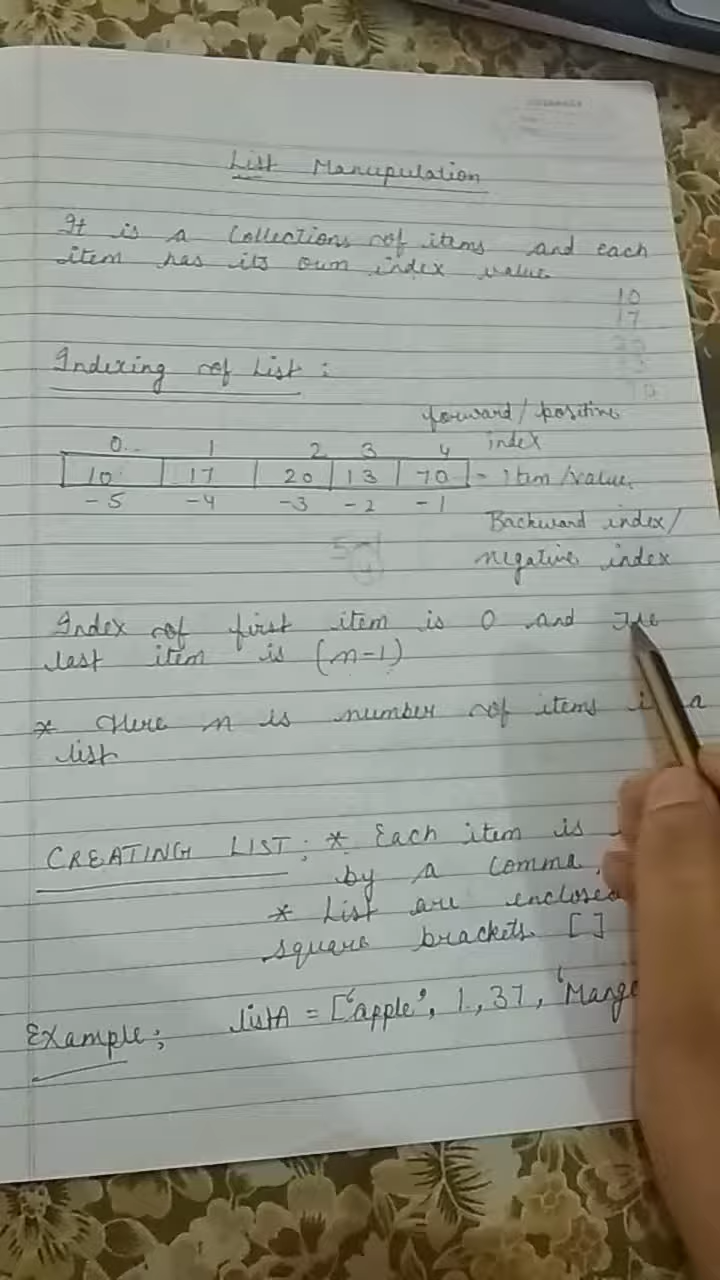 List Manupulation
It is a collections of items and each
item has its own index value
10
17
Indexing of List :
forward/positive
index
0 1 2 3 4
10 17 20 13 70 - Item/value
-5 -4 -3 -2 -1
Backward index/
negative index
Index of first item is 0 and the
last item is (n-1)
* Here n is number of items a
list
CREATING LIST : * Each item is
by a comma
* List are enclosed
square brackets []
Example ; listA = ['apple', 1, 37, 'Mango